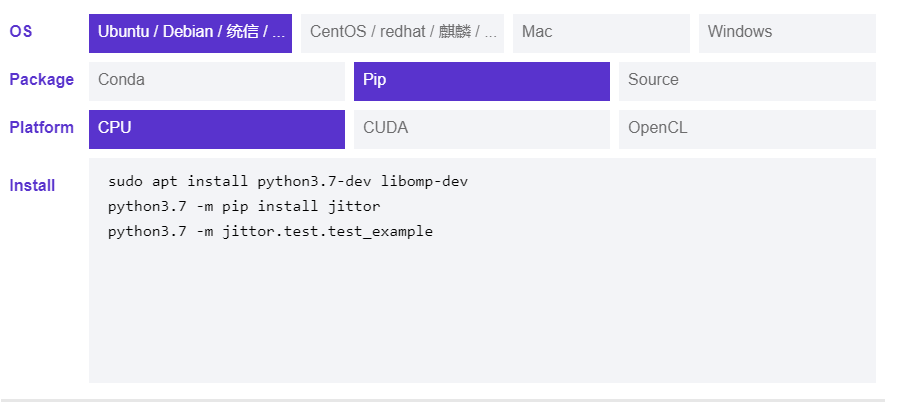 OS Ubuntu / Debian / 统信 / ... CentOS / redhat / 麒麟 / ... Mac Windows
Package Conda Pip Source
Platform CPU CUDA OpenCL
Install
sudo apt install python3.7-dev libomp-dev
python3.7 -m pip install jittor
python3.7 -m jittor.test.test_example